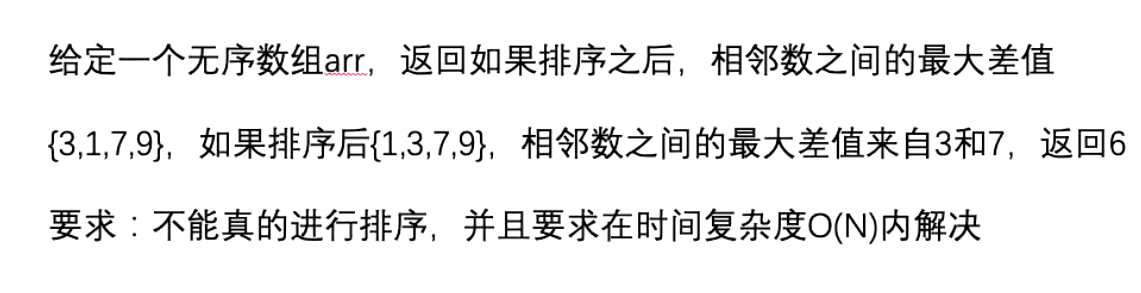 给定一个无序数组arr，返回如果排序之后，相邻数之间的最大差值
{3,1,7,9}，如果排序后{1,3,7,9}，相邻数之间的最大差值来自3和7，返回6
要求：不能真的进行排序，并且要求在时间复杂度O(N)内解决